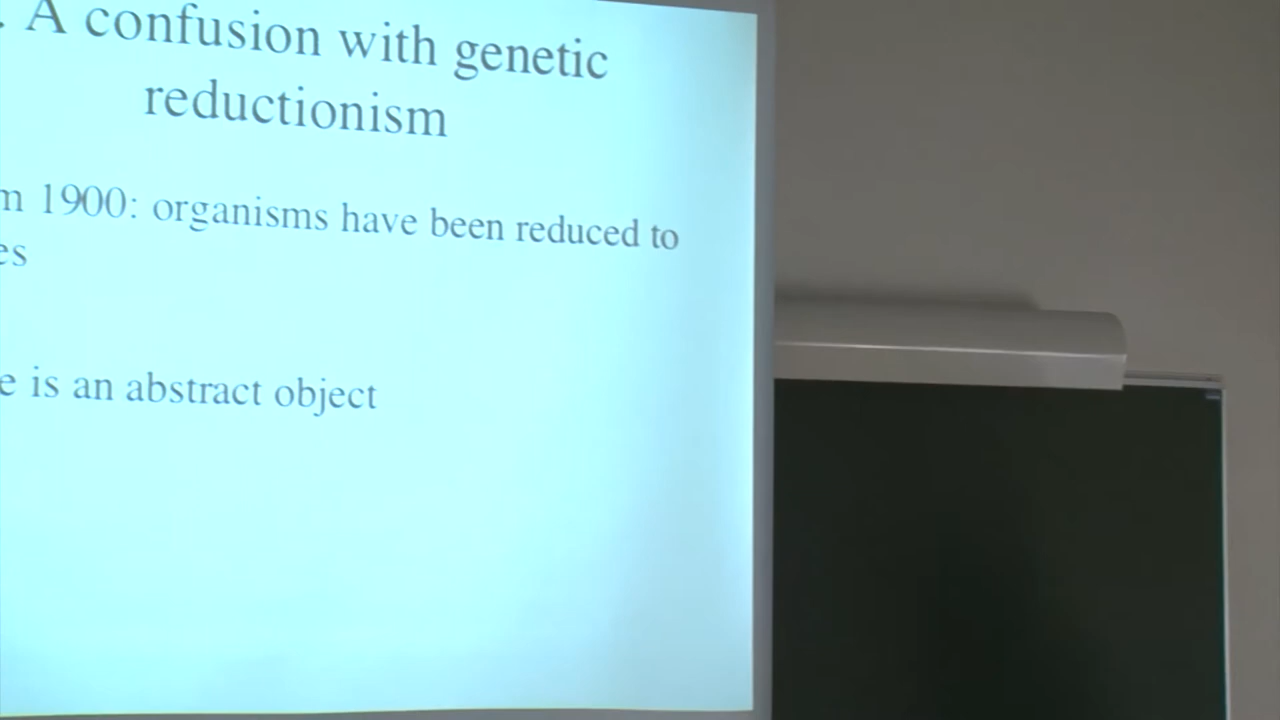 . A confusion with genetic
reductionism
m 1900: organisms have been reduced to
es
e is an abstract object